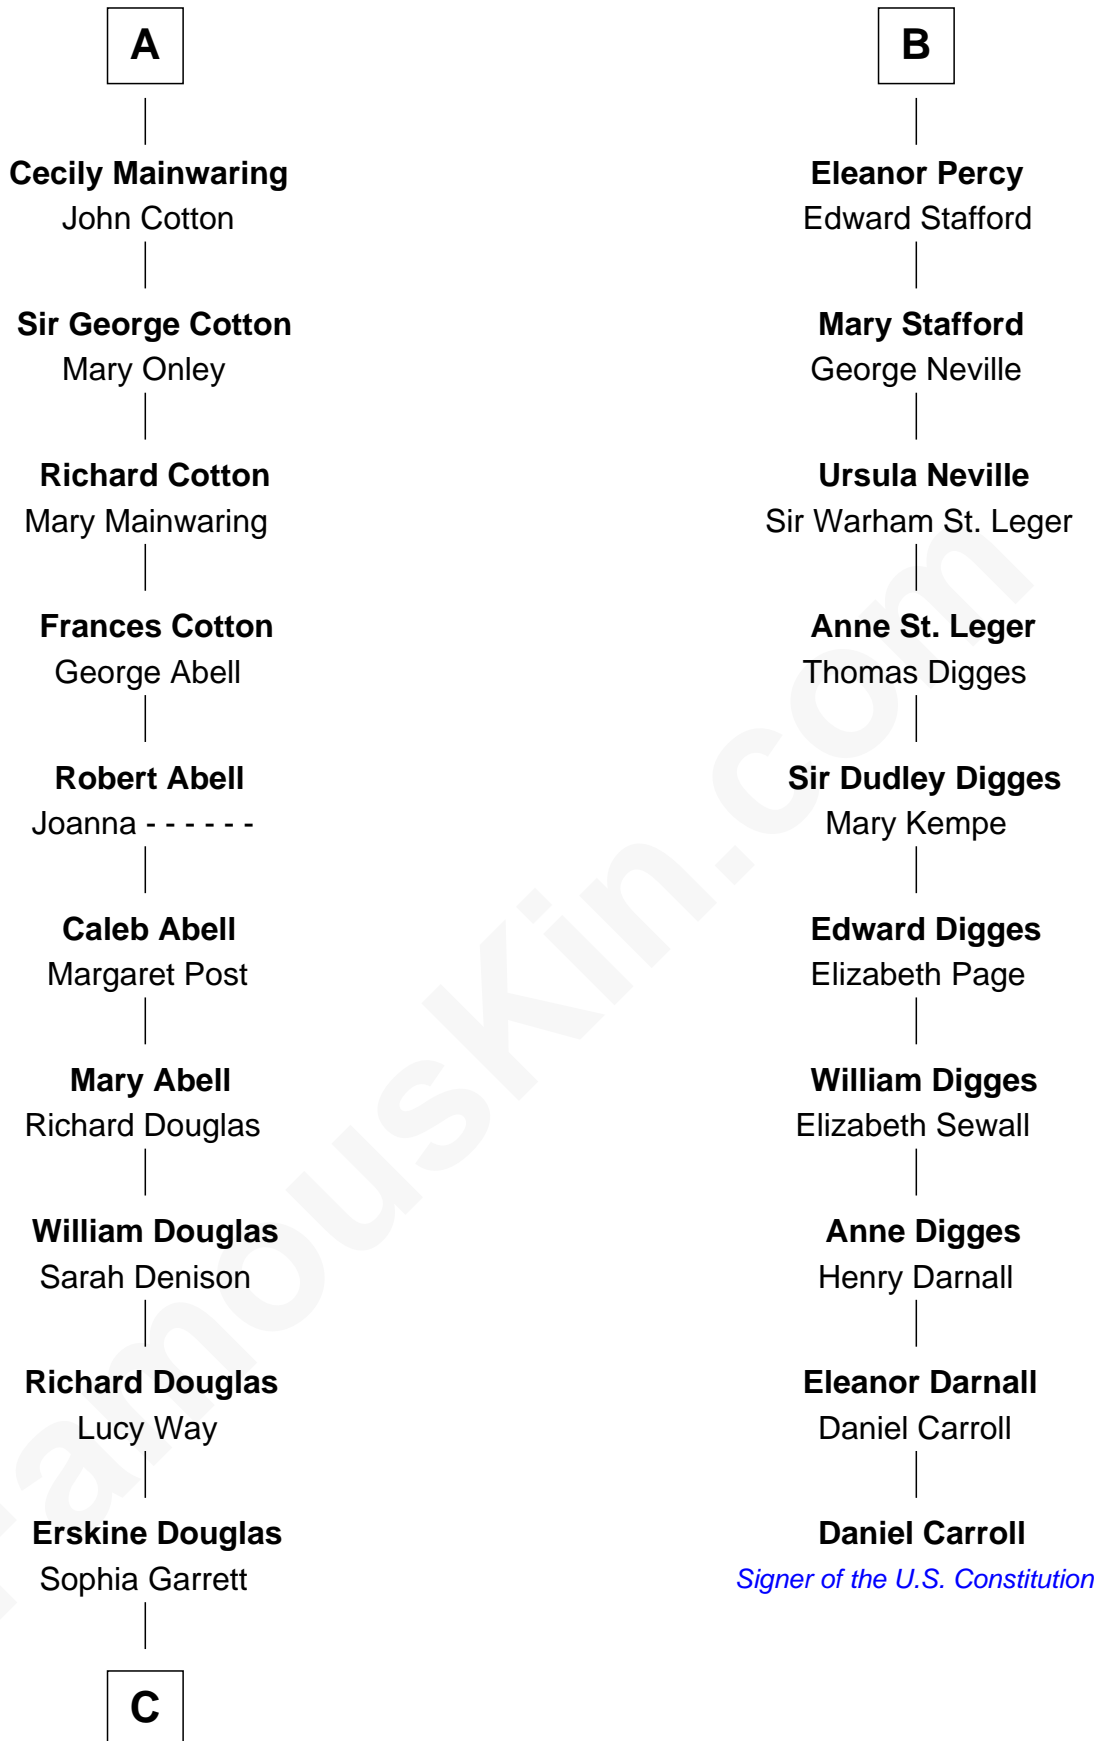 A
Cecily Mainwaring
John Cotton
Sir George Cotton
Mary Onley
Richard Cotton
Mary Mainwaring
Frances Cotton
George Abell
Robert Abell
Joanna - - - - - -
Caleb Abell
Margaret Post
Mary Abell
Richard Douglas
William Douglas
Sarah Denison
Richard Douglas
Lucy Way
Erskine Douglas
Sophia Garrett
C
B
Eleanor Percy
Edward Stafford
Mary Stafford
George Neville
Ursula Neville
Sir Warham St. Leger
Anne St. Leger
Thomas Digges
Sir Dudley Digges
Mary Kempe
Edward Digges
Elizabeth Page
William Digges
Elizabeth Sewall
Anne Digges
Henry Darnall
Eleanor Darnall
Daniel Carroll
Daniel Carroll
Signer of the U.S. Constitution
FamousKin.com